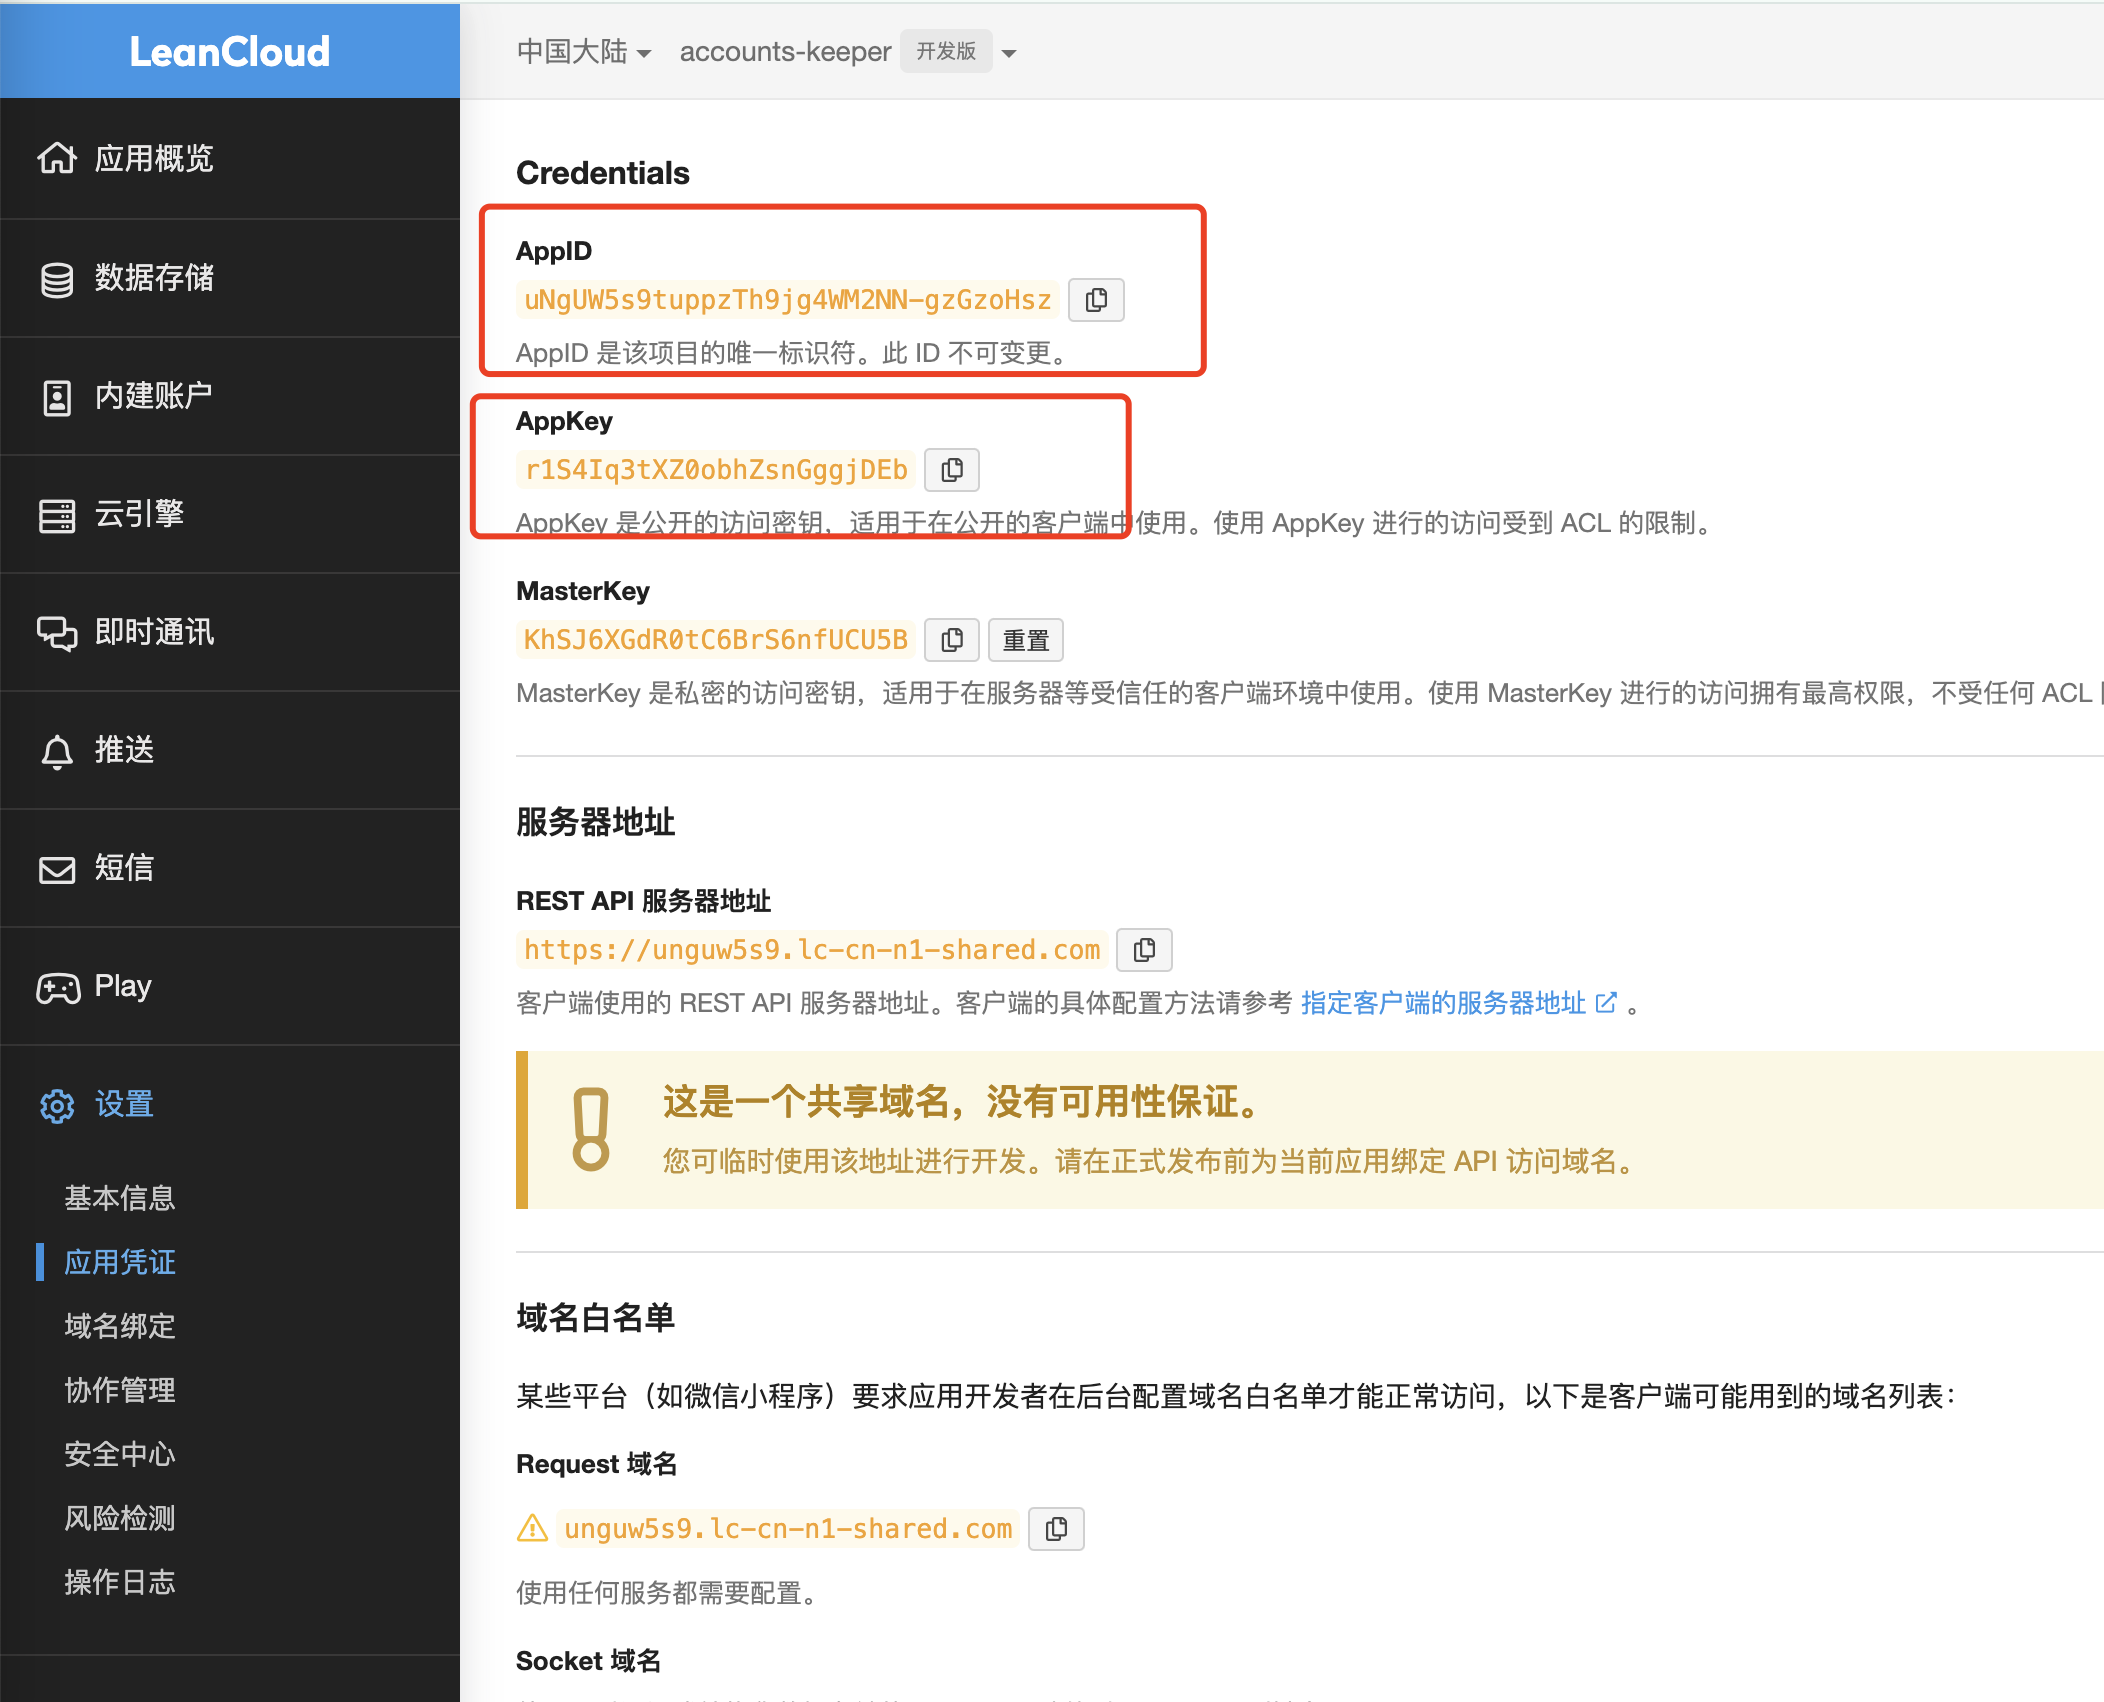 LeanCloud
中国大陆 accounts-keeper 开发版
应用概览
数据存储
内建账户
云引擎
即时通讯
推送
短信
Play
设置
基本信息
应用凭证
域名绑定
协作管理
安全中心
风险检测
操作日志
Credentials
AppID
uNgUW5s9tuppzTh9jg4WM2NN-gzGzoHsz
AppID 是该项目的唯一标识符。此 ID 不可变更。
AppKey
r1S4Iq3tXZ0obhZsnGggjDEb
AppKey 是公开的访问密钥，适用于在公开的客户端中使用。使用 AppKey 进行的访问受到 ACL 的限制。
MasterKey
KhSJ6XGdR0tC6BrS6nfUCU5B 重置
MasterKey 是私密的访问密钥，适用于在服务器等受信任的客户端环境中使用。使用 MasterKey 进行的访问拥有最高权限，不受任何 ACL
服务器地址
REST API 服务器地址
https://unguw5s9.lc-cn-n1-shared.com
客户端使用的 REST API 服务器地址。客户端的具体配置方法请参考 指定客户端的服务器地址 。
这是一个共享域名，没有可用性保证。
您可临时使用该地址进行开发。请在正式发布前为当前应用绑定 API 访问域名。
域名白名单
某些平台（如微信小程序）要求应用开发者在后台配置域名白名单才能正常访问，以下是客户端可能用到的域名列表：
Request 域名
unguw5s9.lc-cn-n1-shared.com
使用任何服务都需要配置。
Socket 域名